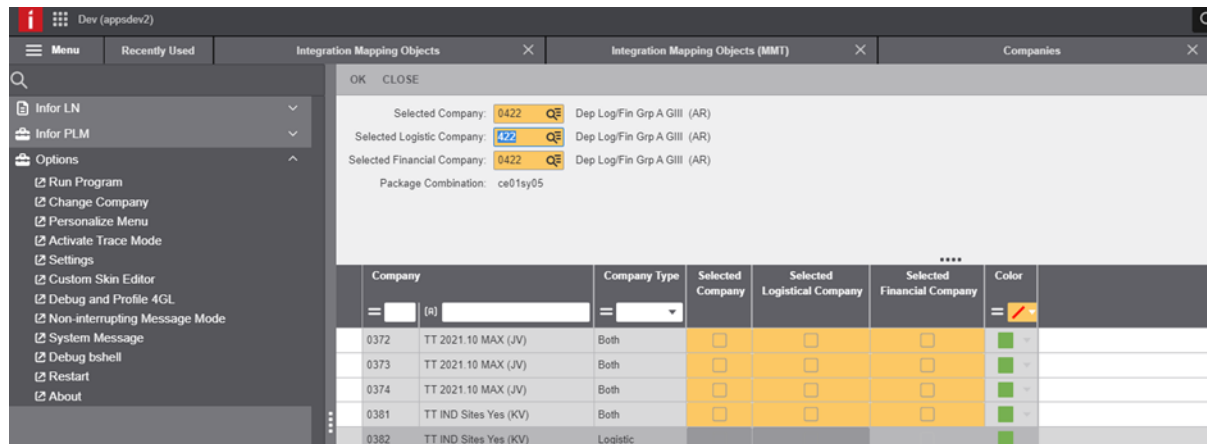 Dev (appsdev2)
Menu Recently Used Integration Mapping Objects Integration Mapping Objects (MMT) Companies
OK CLOSE
Infor LN
Infor PLM
Options
Run Program
Change Company
Personalize Menu
Activate Trace Mode
Settings
Custom Skin Editor
Debug and Profile 4GL
Non-interrupting Message Mode
System Message
Debug bshell
Restart
About
Selected Company: 0422 Dep Log/Fin Grp A GIII (AR)
Selected Logistic Company: 422 Dep Log/Fin Grp A GIII (AR)
Selected Financial Company: 0422 Dep Log/Fin Grp A GIII (AR)
Package Combination: ce01sy05
Company Company Type Selected Company Selected Logistical Company Selected Financial Company Color
= [A] = =
0372 TT 2021.10 MAX (JV) Both
0373 TT 2021.10 MAX (JV) Both
0374 TT 2021.10 MAX (JV) Both
0381 TT IND Sites Yes (KV) Both
0382 TT IND Sites Yes (KV) Logistic